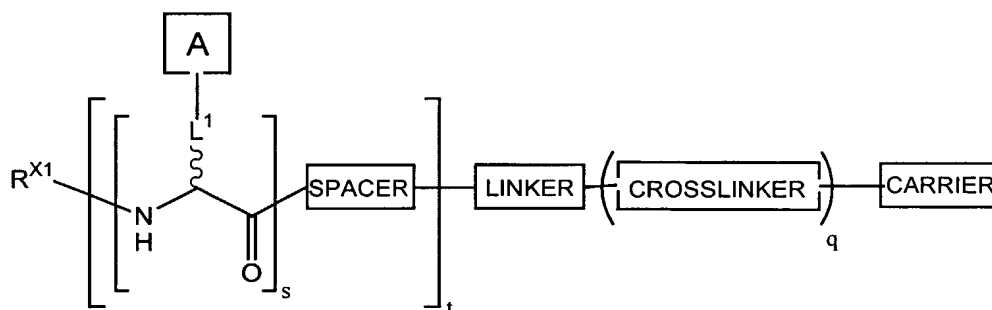 A
L1
RX1
N
H
O
s
SPACER
t
LINKER
CROSSLINKER
q
CARRIER